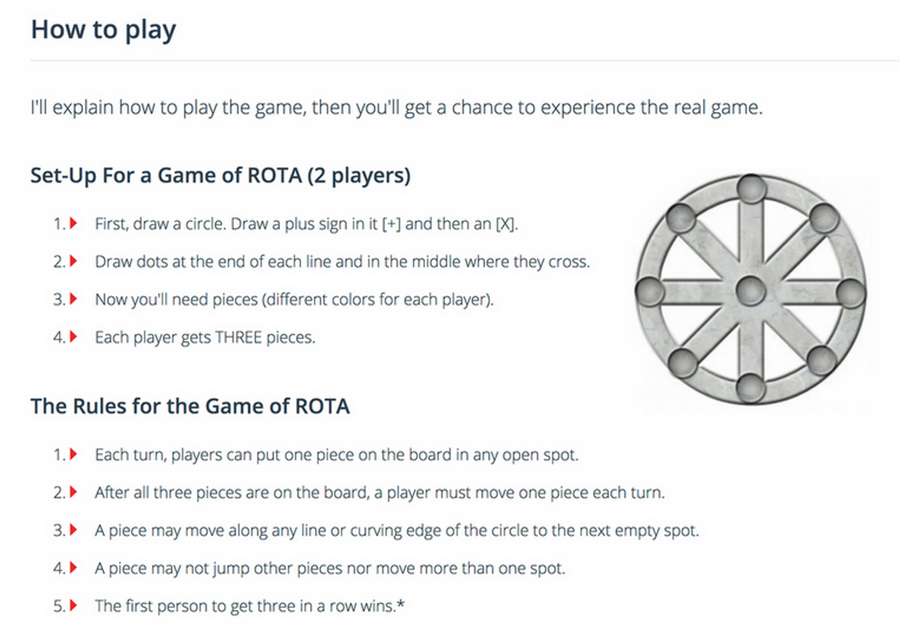 How to play
I'll explain how to play the game, then you'll get a chance to experience the real game.
Set-Up For a Game of ROTA (2 players)
1. First, draw a circle. Draw a plus sign in it [+] and then an [X].
2. Draw dots at the end of each line and in the middle where they cross.
3. Now you'll need pieces (different colors for each player).
4. Each player gets THREE pieces.
The Rules for the Game of ROTA
1. Each turn, players can put one piece on the board in any open spot.
2. After all three pieces are on the board, a player must move one piece each turn.
3. A piece may move along any line or curving edge of the circle to the next empty spot.
4. A piece may not jump other pieces nor move more than one spot.
5. The first person to get three in a row wins.*